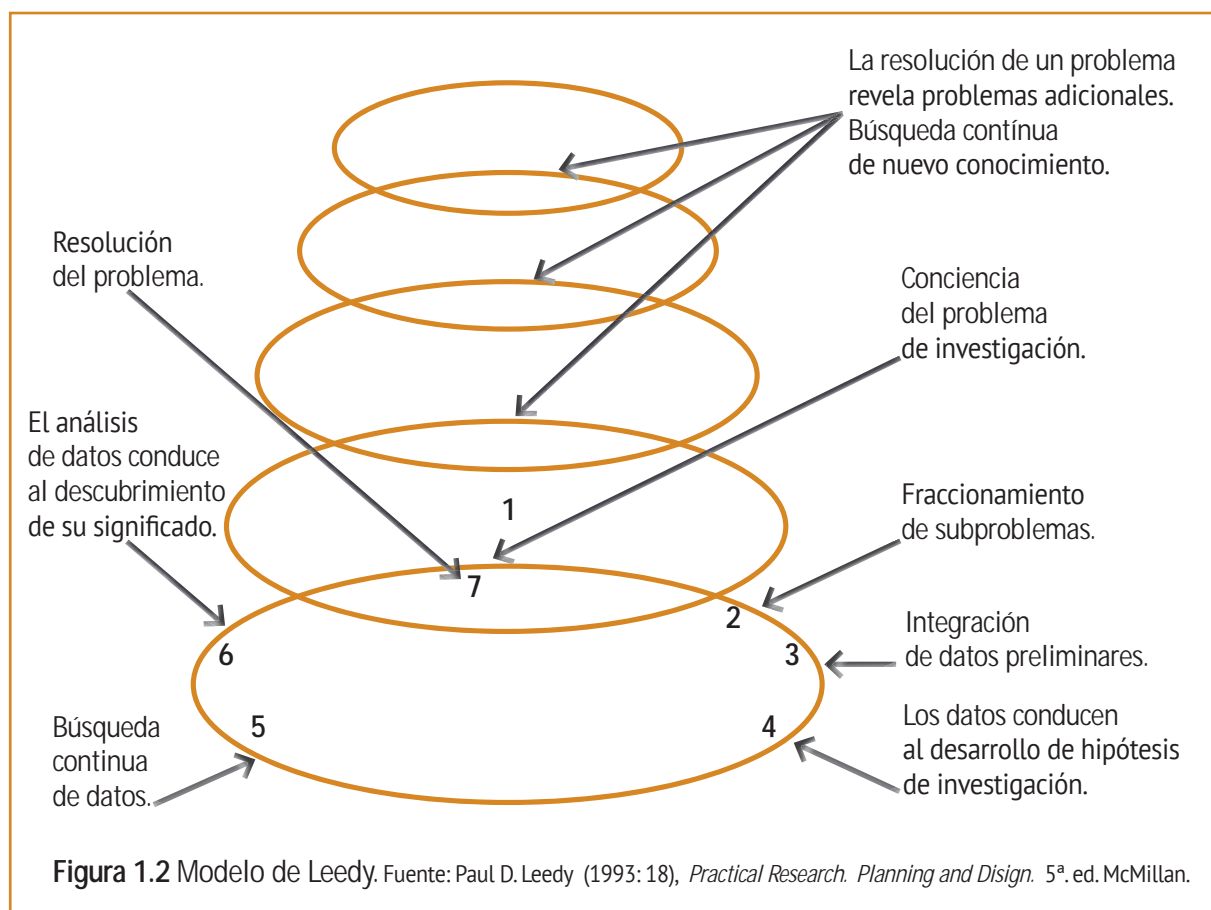 La resolución de un problema
revela problemas adicionales.
Búsqueda contínua
de nuevo conocimiento.
Resolución
del problema.
Conciencia
del problema
de investigación.
El análisis
de datos conduce
al descubrimiento
de su significado.
1
Fraccionamiento
de subproblemas.
7
2
Integración
de datos preliminares.
6
3
Búsqueda
continua
de datos.
5
4
Los datos conducen
al desarrollo de hipótesis
de investigación.
Figura 1.2 Modelo de Leedy. Fuente: Paul D. Leedy (1993: 18), Practical Research. Planning and Disign. 5ª. ed. McMillan.